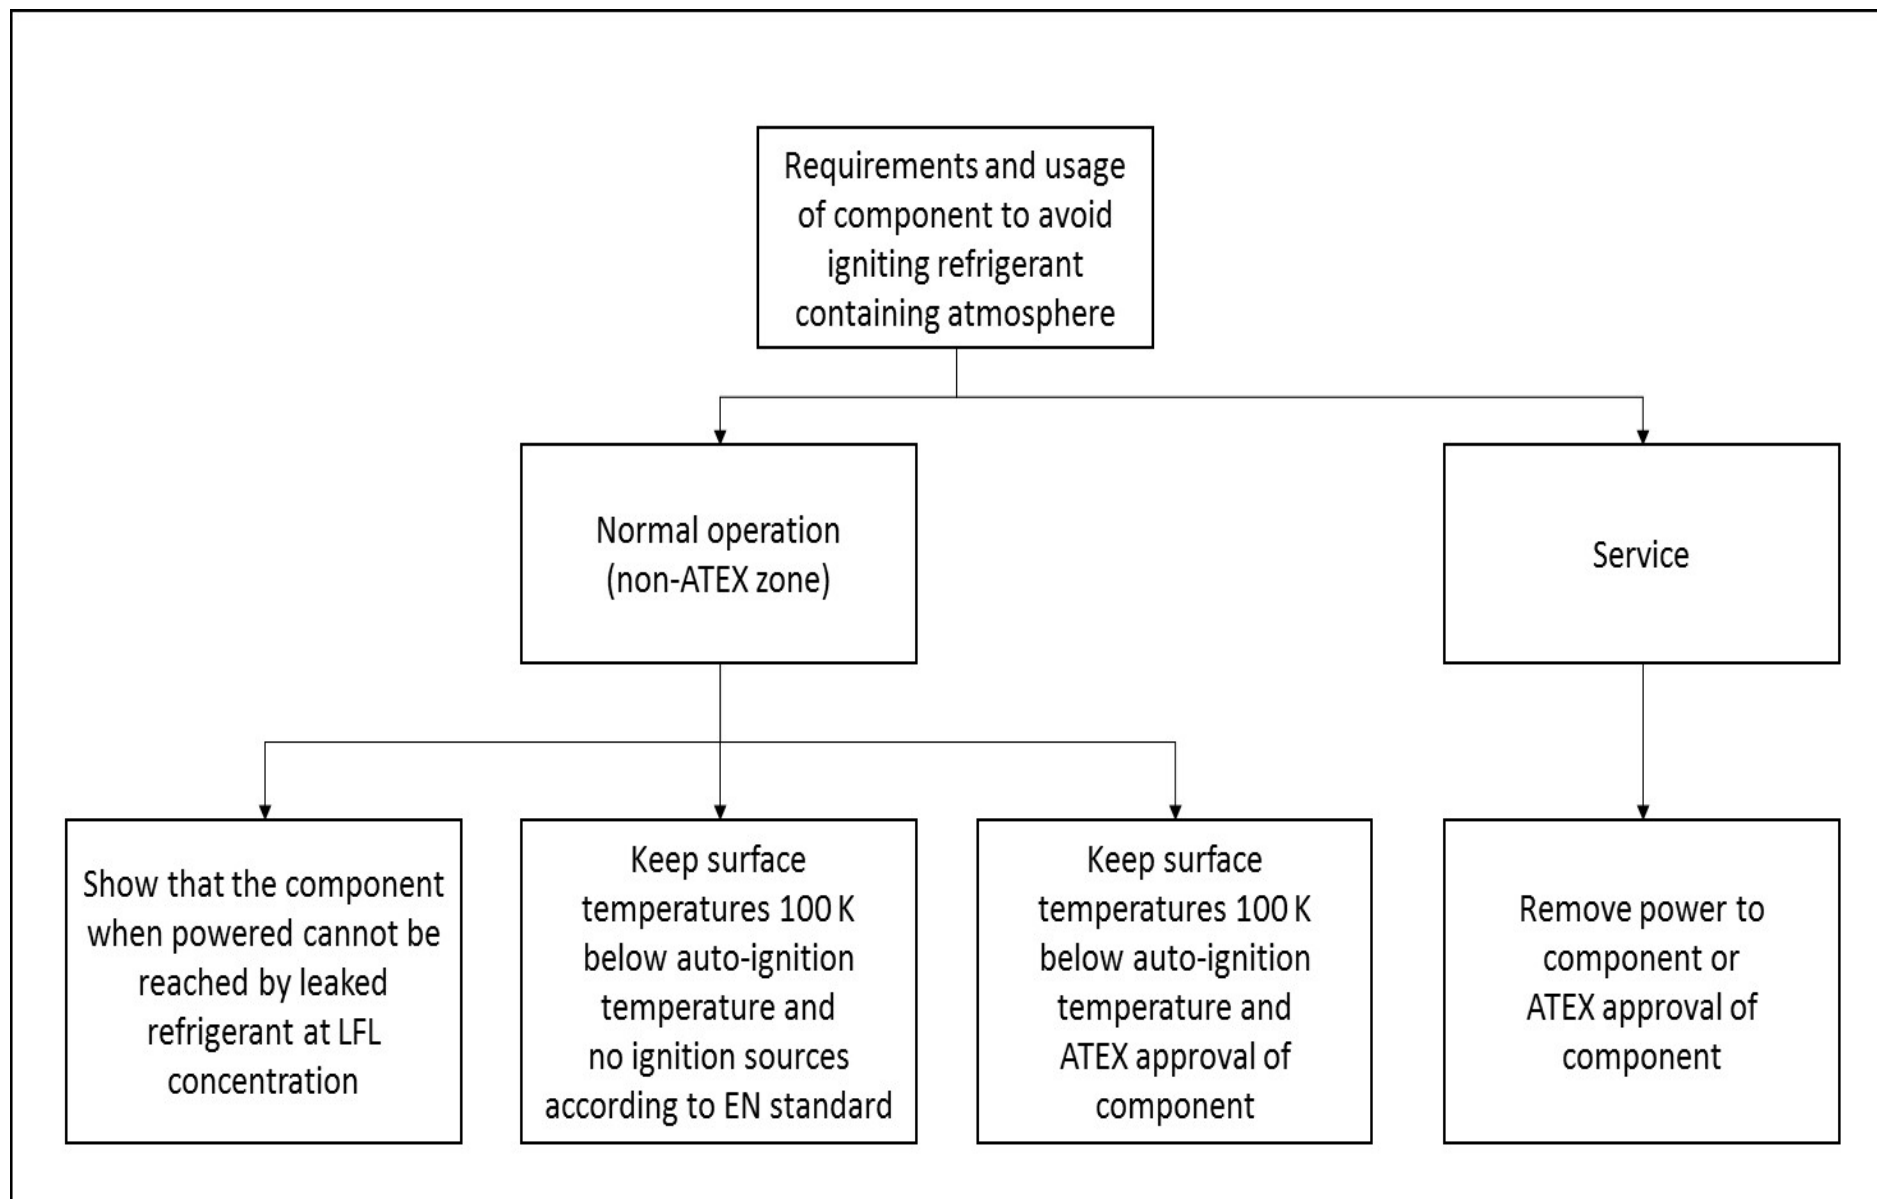 Requirements and usage
of component to avoid
igniting refrigerant
containing atmosphere
Normal operation
(non-ATEX zone)
Service
Show that the component
when powered cannot be
reached by leaked
refrigerant at LFL
concentration
Keep surface
temperatures 100 K
below auto-ignition
temperature and
no ignition sources
according to EN standard
Keep surface
temperatures 100 K
below auto-ignition
temperature and
ATEX approval of
component
Remove power to
component or
ATEX approval of
component